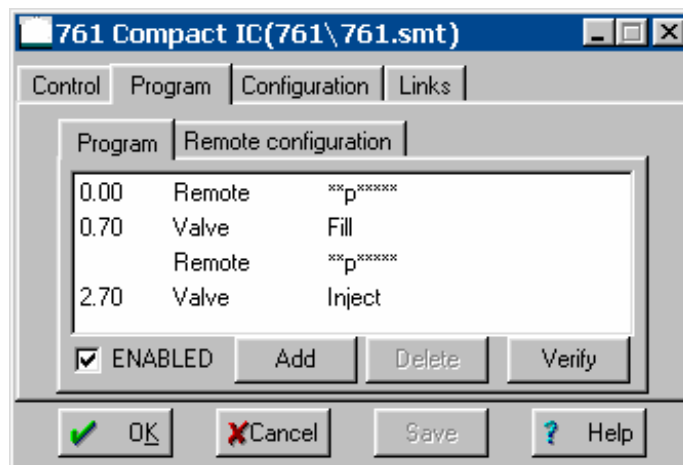 761 Compact IC(761\761.smt)
Control Program Configuration Links
Program Remote configuration
0.00 Remote **p*****
0.70 Valve Fill
Remote **p*****
2.70 Valve Inject
ENABLED Add Delete Verify
OK Cancel Save ? Help